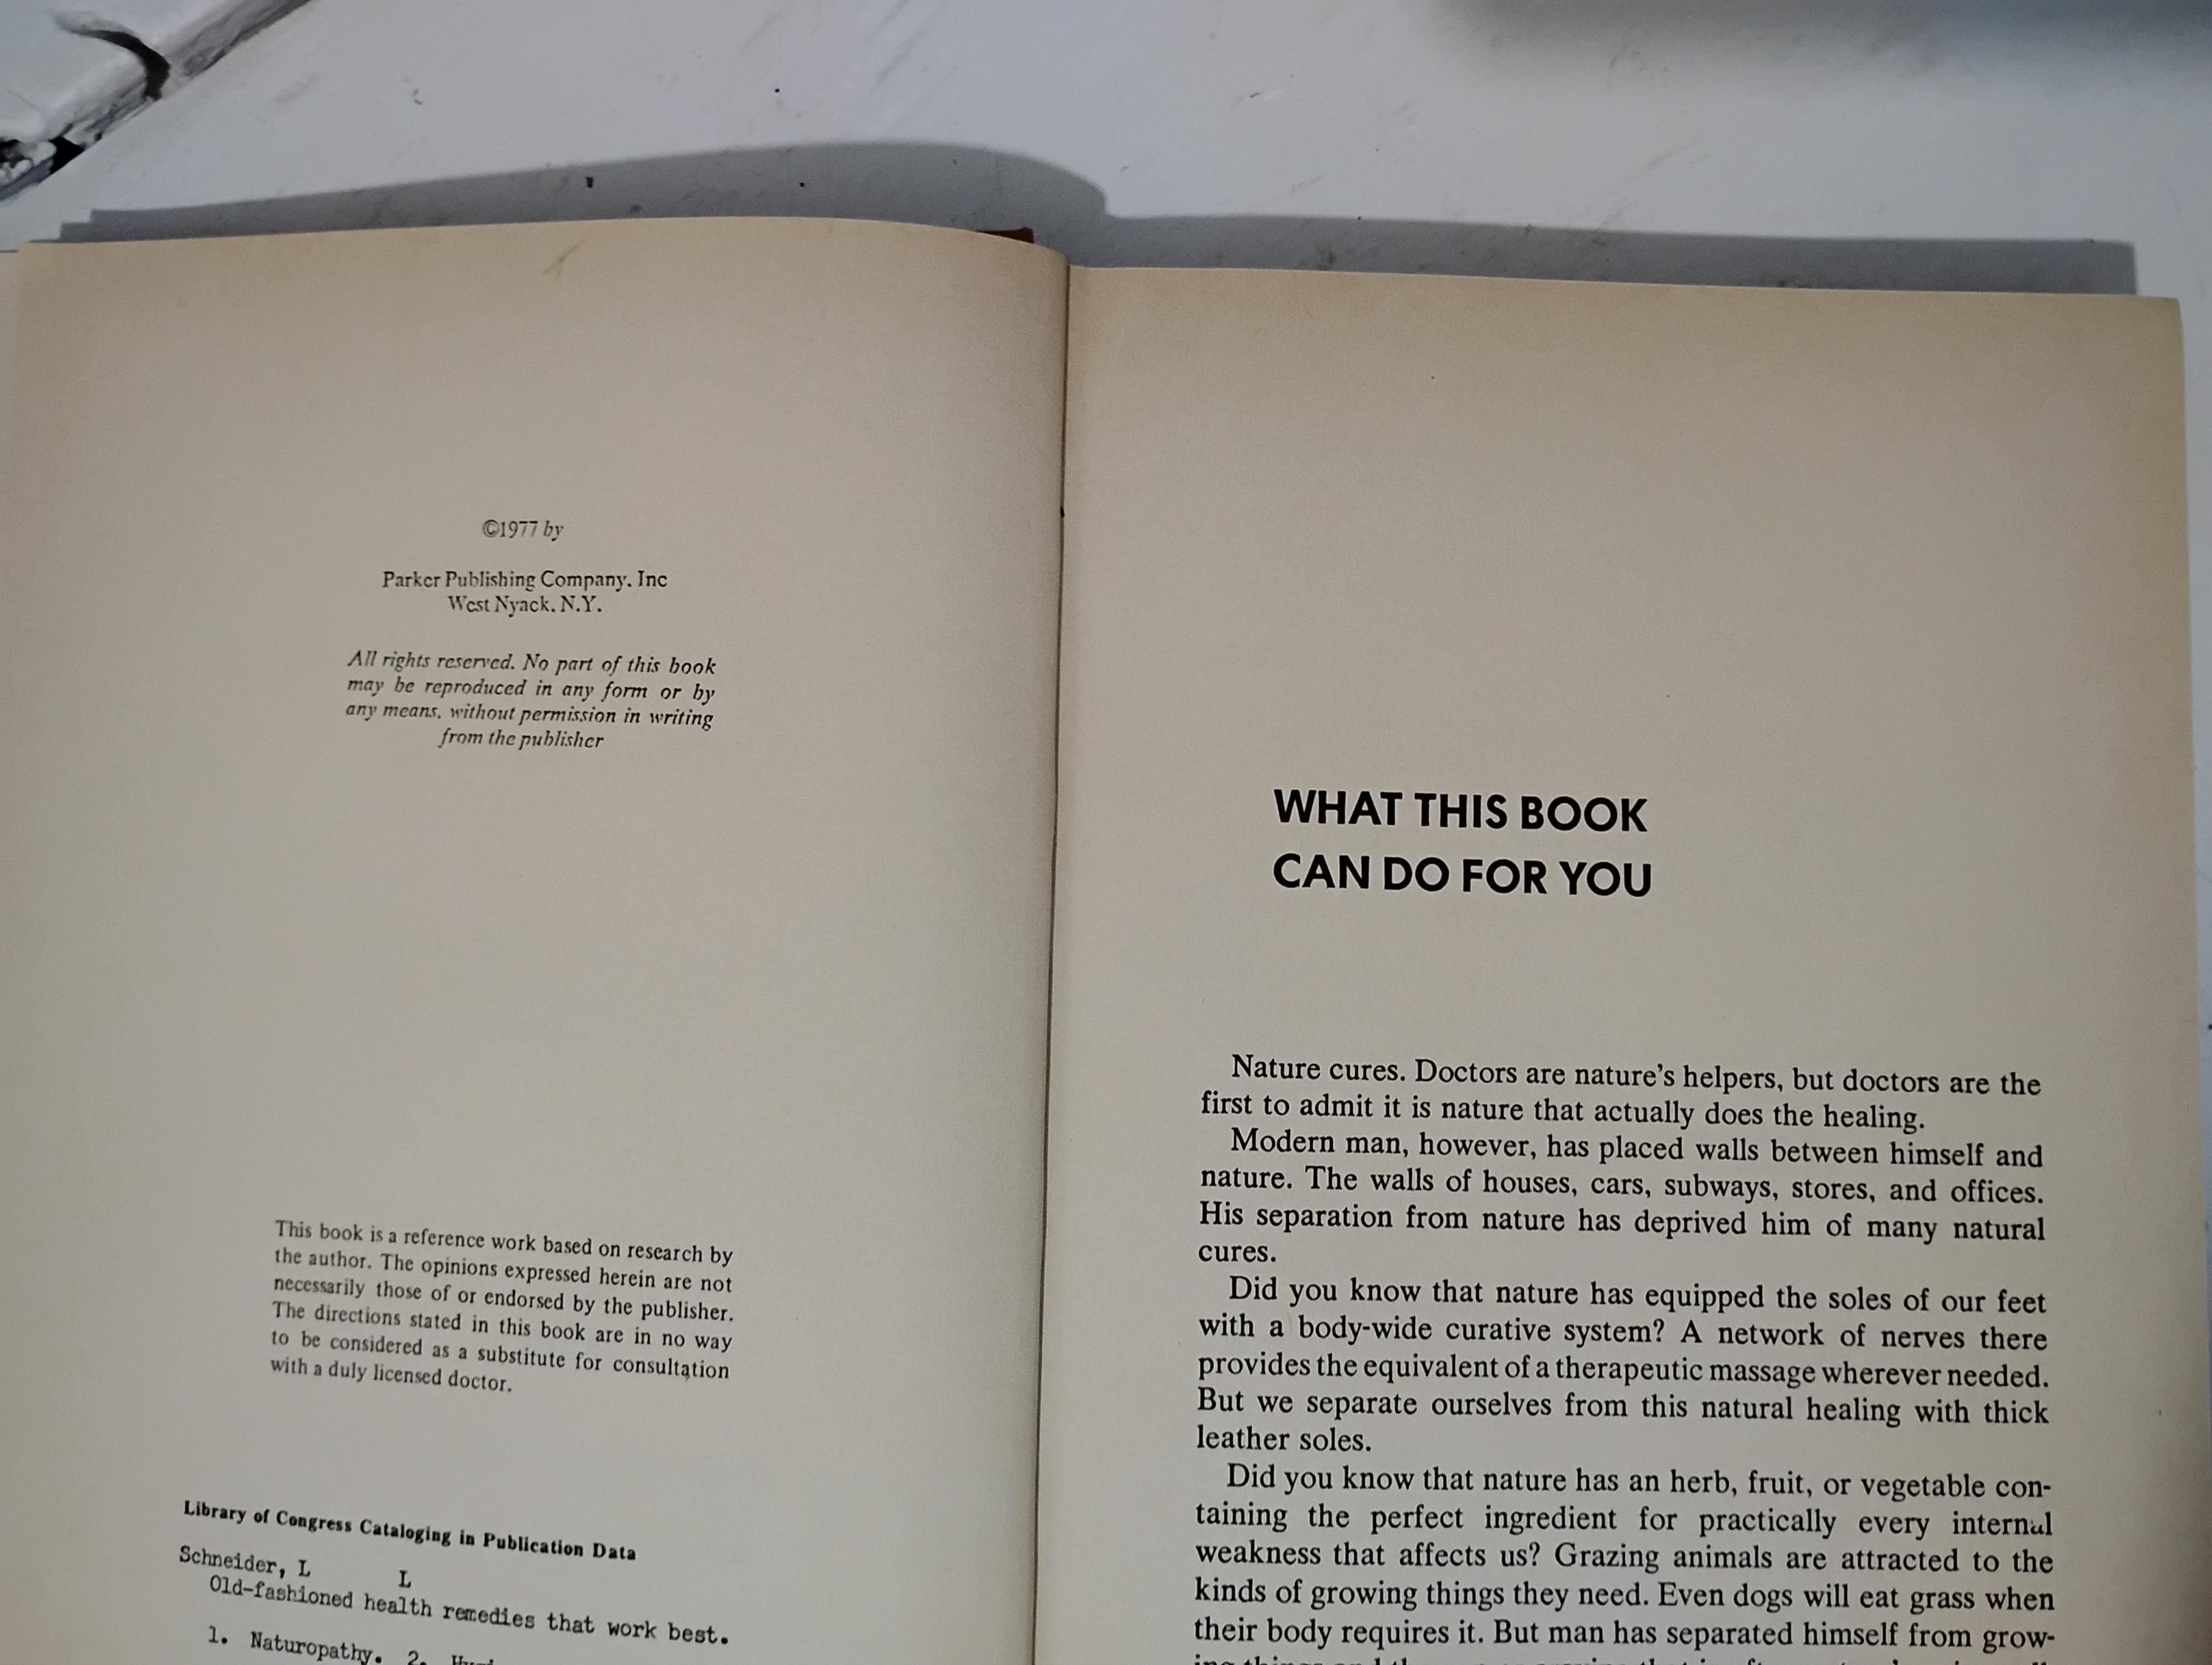 ©1977 by
Parker Publishing Company, Inc
West Nyack, N.Y.
All rights reserved. No part of this book
may be reproduced in any form or by
any means, without permission in writing
from the publisher
This book is a reference work based on research by
the author. The opinions expressed herein are not
necessarily those of or endorsed by the publisher.
The directions stated in this book are in no way
to be considered as a substitute for consultation
with a duly licensed doctor.
Library of Congress Cataloging in Publication Data
Schneider, L L
Old-fashioned health remedies that work best.
1. Naturopathy. 2.
WHAT THIS BOOK
CAN DO FOR YOU
Nature cures. Doctors are nature's helpers, but doctors are the
first to admit it is nature that actually does the healing.
Modern man, however, has placed walls between himself and
nature. The walls of houses, cars, subways, stores, and offices.
His separation from nature has deprived him of many natural
cures.
Did you know that nature has equipped the soles of our feet
with a body-wide curative system? A network of nerves there
provides the equivalent of a therapeutic massage wherever needed.
But we separate ourselves from this natural healing with thick
leather soles.
Did you know that nature has an herb, fruit, or vegetable con-
taining the perfect ingredient for practically every internal
weakness that affects us? Grazing animals are attracted to the
kinds of growing things they need. Even dogs will eat grass when
their body requires it. But man has separated himself from grow-